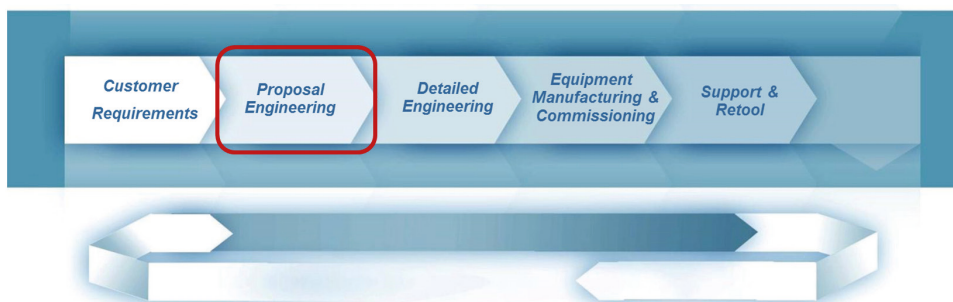 Customer
Requirements
Proposal
Engineering
Detailed
Engineering
Equipment
Manufacturing &
Commissioning
Support &
Retool